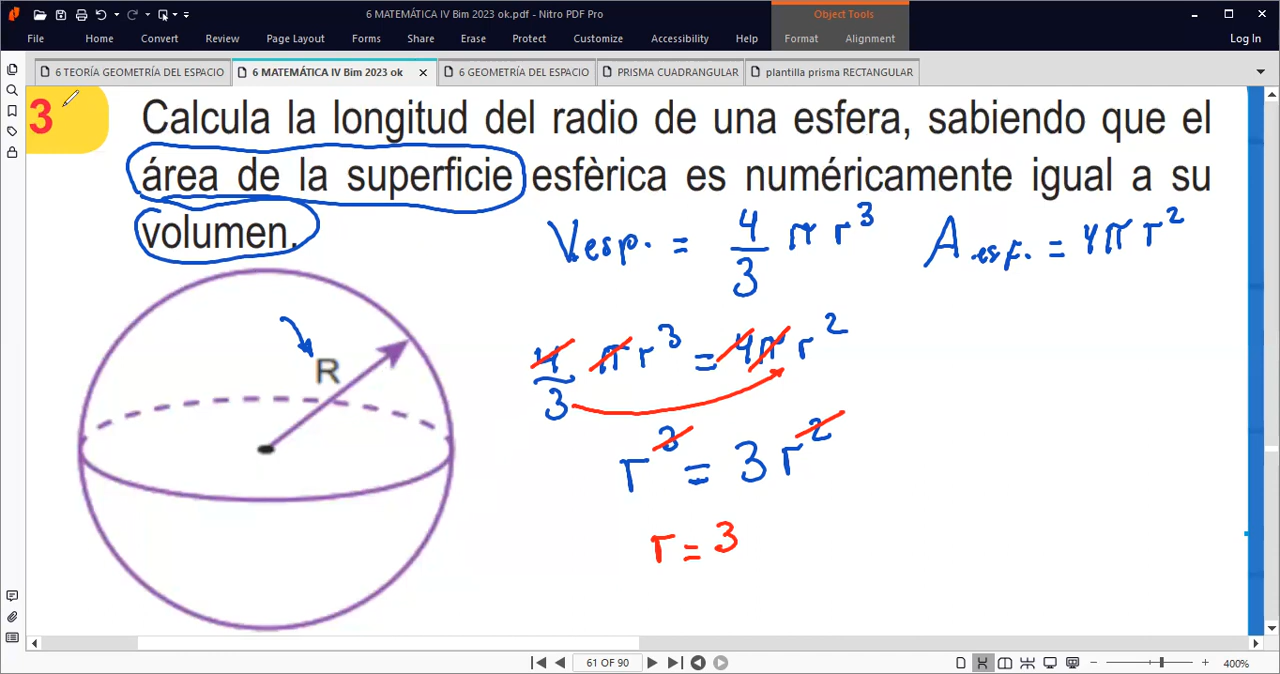 6 MATEMÁTICA IV Bim 2023 ok.pdf - Nitro PDF Pro
Object Tools
File Home Convert Review Page Layout Forms Share Erase Protect Customize Accessibility Help Format Alignment Log In
6 TEORÍA GEOMETRÍA DEL ESPACIO
6 MATEMÁTICA IV Bim 2023 ok
6 GEOMETRÍA DEL ESPACIO
PRISMA CUADRANGULAR
plantilla prisma RECTANGULAR
3
Calcula la longitud del radio de una esfera, sabiendo que el
área de la superficie esfèrica es numéricamente igual a su
volumen.
Vesp. = 4/3 π r³
A esf. = 4π r²
R
4/3 π r³ = 4π r²
r³ = 3 r²
r = 3
61 OF 90
400%